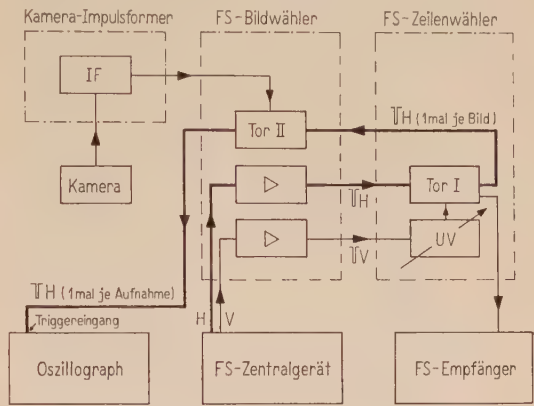 Kamera-Impulsformer
FS-Bildwähler
FS-Zeilenwähler
IF
Tor II
𝕋H (1mal je Bild)
Kamera
▷
𝕋H
Tor I
▷
𝕋V
UV
𝕋H (1mal je Aufnahme)
Triggereingang
H
V
Oszillograph
FS-Zentralgerät
FS-Empfänger